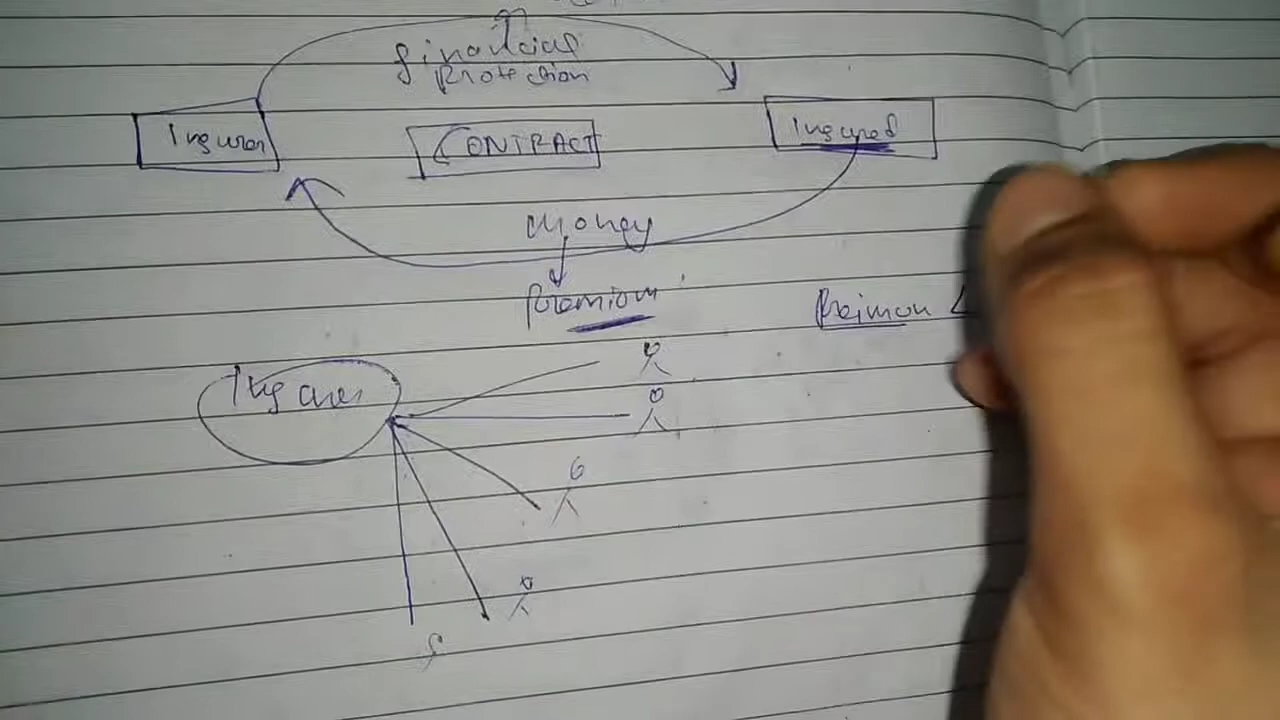 financial
protection
Insurer
CONTRACT
Insured
money
Premium
Insurer